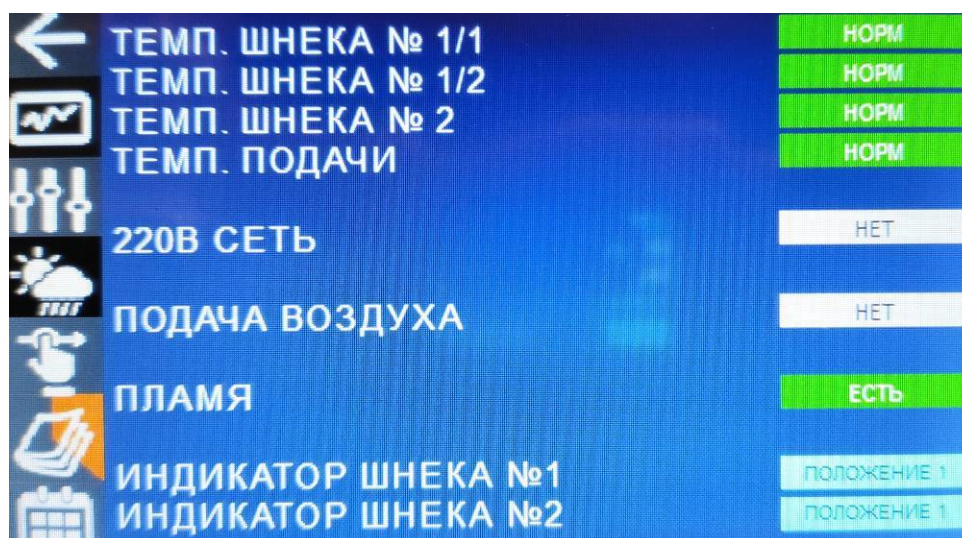 ТЕМП. ШНЕКА № 1/1 НОРМ
ТЕМП. ШНЕКА № 1/2 НОРМ
ТЕМП. ШНЕКА № 2 НОРМ
ТЕМП. ПОДАЧИ НОРМ
220В СЕТЬ НЕТ
ПОДАЧА ВОЗДУХА НЕТ
ПЛАМЯ ЕСТЬ
ИНДИКАТОР ШНЕКА №1 ПОЛОЖЕНИЕ 1
ИНДИКАТОР ШНЕКА №2 ПОЛОЖЕНИЕ 1